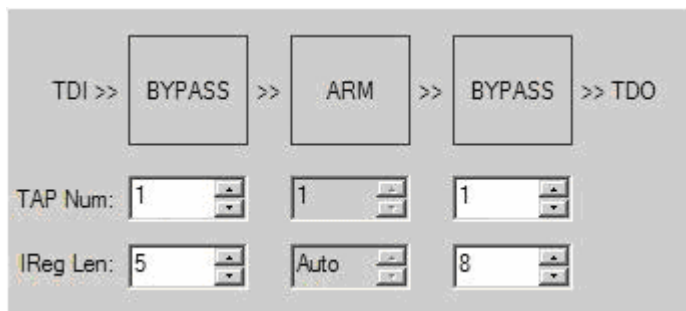 TDI >> BYPASS >> ARM >> BYPASS >> TDO
TAP Num: 1 1 1
IReg Len: 5 Auto 8